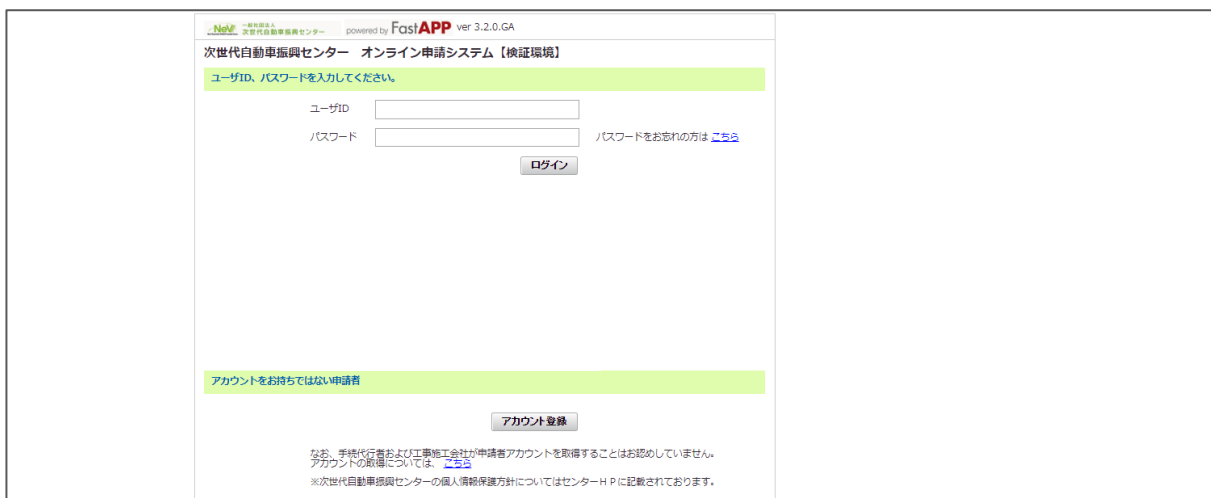 NeV 一般社団法人 次世代自動車振興センター powered by FastAPP ver 3.2.0.GA
次世代自動車振興センター オンライン申請システム【検証環境】
ユーザID、パスワードを入力してください。
ユーザID
パスワード パスワードをお忘れの方は こちら
ログイン
アカウントをお持ちではない申請者
アカウント登録
なお、手続代行者および工事施工会社が申請者アカウントを取得することはお認めしていません。
アカウントの取得については、 こちら
※次世代自動車振興センターの個人情報保護方針についてはセンターＨＰに記載されております。